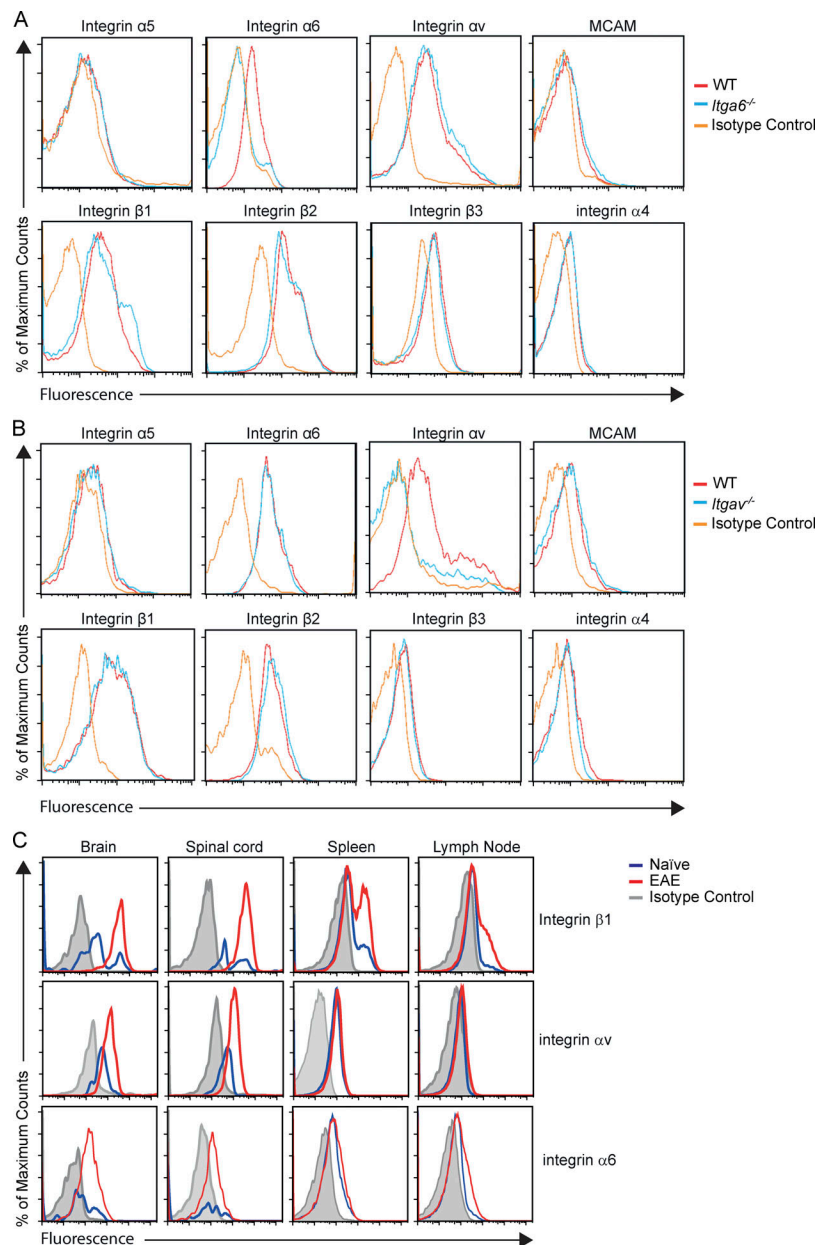 A
Integrin α5 Integrin α6 Integrin αv MCAM
WT
Itga6-/-
Isotype Control
Integrin β1 Integrin β2 Integrin β3 integrin α4
% of Maximum Counts
Fluorescence
B
Integrin α5 Integrin α6 Integrin αv MCAM
WT
Itgav-/-
Isotype Control
Integrin β1 Integrin β2 Integrin β3 integrin α4
% of Maximum Counts
Fluorescence
C
Brain Spinal cord Spleen Lymph Node
Naïve
EAE
Isotype Control
Integrin β1
integrin αv
integrin α6
% of Maximum Counts
Fluorescence